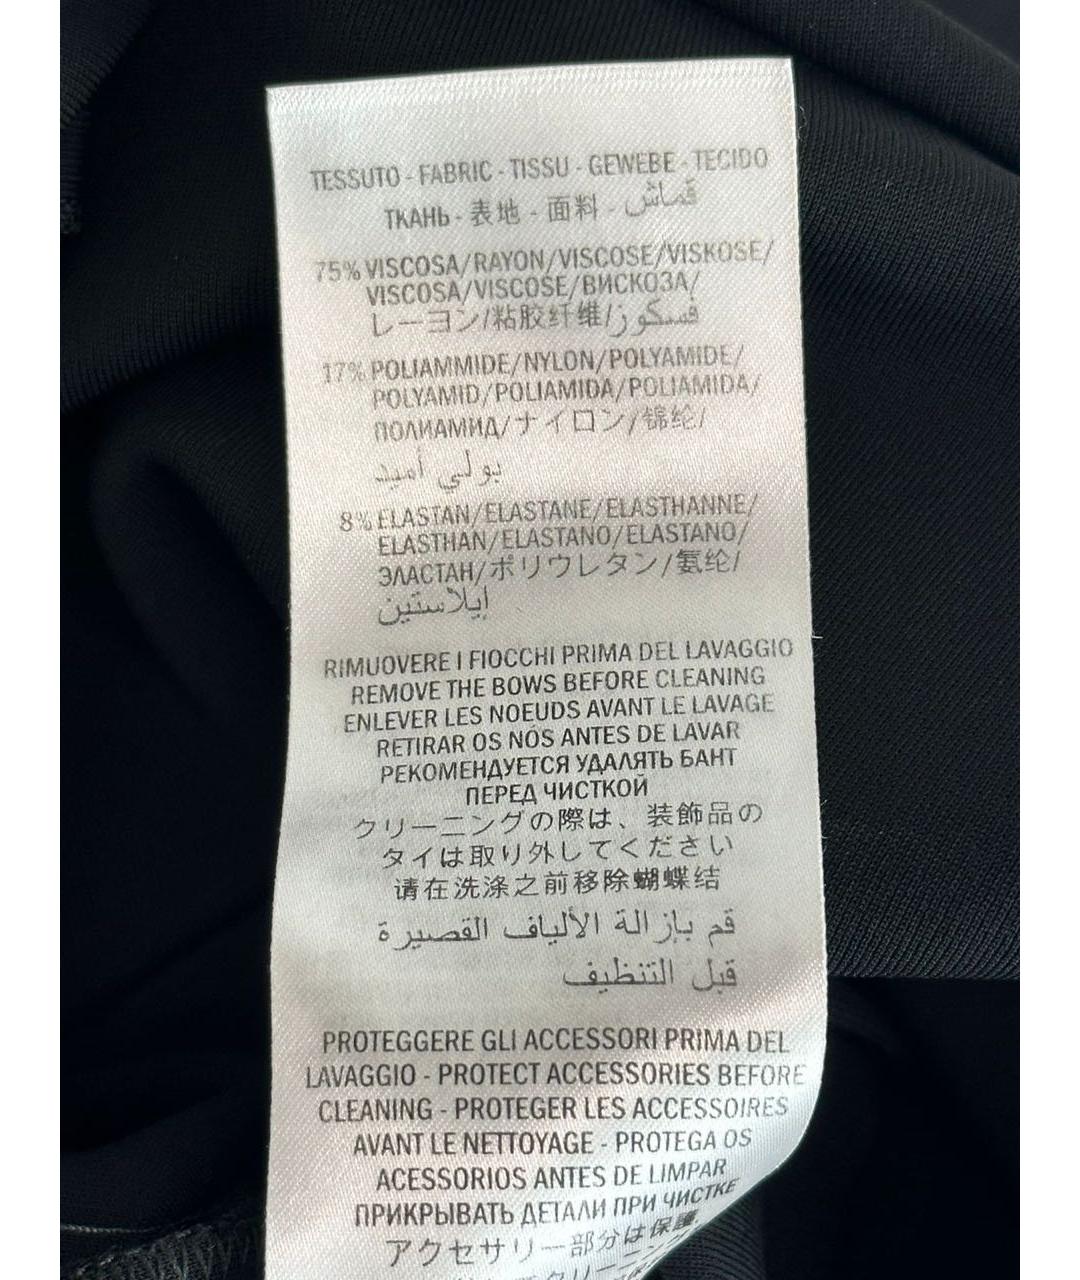 TESSUTO - FABRIC - TISSU - GEWEBE - TECIDO
ТКАНЬ - 表地 - 面料 - قماش
75% VISCOSA/RAYON/VISCOSE/VISKOSE/
VISCOSA/VISCOSE/ВИСКОЗА/
レーヨン/粘胶纤维/فسكوز
17% POLIAMMIDE/NYLON/POLYAMIDE/
POLYAMID/POLIAMIDA/POLIAMIDA/
ПОЛИАМИД/ナイロン/锦纶/
بولي أميد
8% ELASTAN/ELASTANE/ELASTHANNE/
ELASTHAN/ELASTANO/ELASTANO/
ЭЛАСТАН/ポリウレタン/氨纶/
إيلاستين
RIMUOVERE I FIOCCHI PRIMA DEL LAVAGGIO
REMOVE THE BOWS BEFORE CLEANING
ENLEVER LES NOEUDS AVANT LE LAVAGE
RETIRAR OS NÓS ANTES DE LAVAR
РЕКОМЕНДУЕТСЯ УДАЛЯТЬ БАНТ
ПЕРЕД ЧИСТКОЙ
クリーニングの際は、装飾品の
タイは取り外してください
请在洗涤之前移除蝴蝶结
قم بإزالة الألياف القصيرة
قبل التنظيف
PROTEGGERE GLI ACCESSORI PRIMA DEL
LAVAGGIO - PROTECT ACCESSORIES BEFORE
CLEANING - PROTEGER LES ACCESSOIRES
AVANT LE NETTOYAGE - PROTEGA OS
ACESSORIOS ANTES DE LIMPAR
ПРИКРЫВАТЬ ДЕТАЛИ ПРИ ЧИСТКЕ
アクセサリー部分は保護